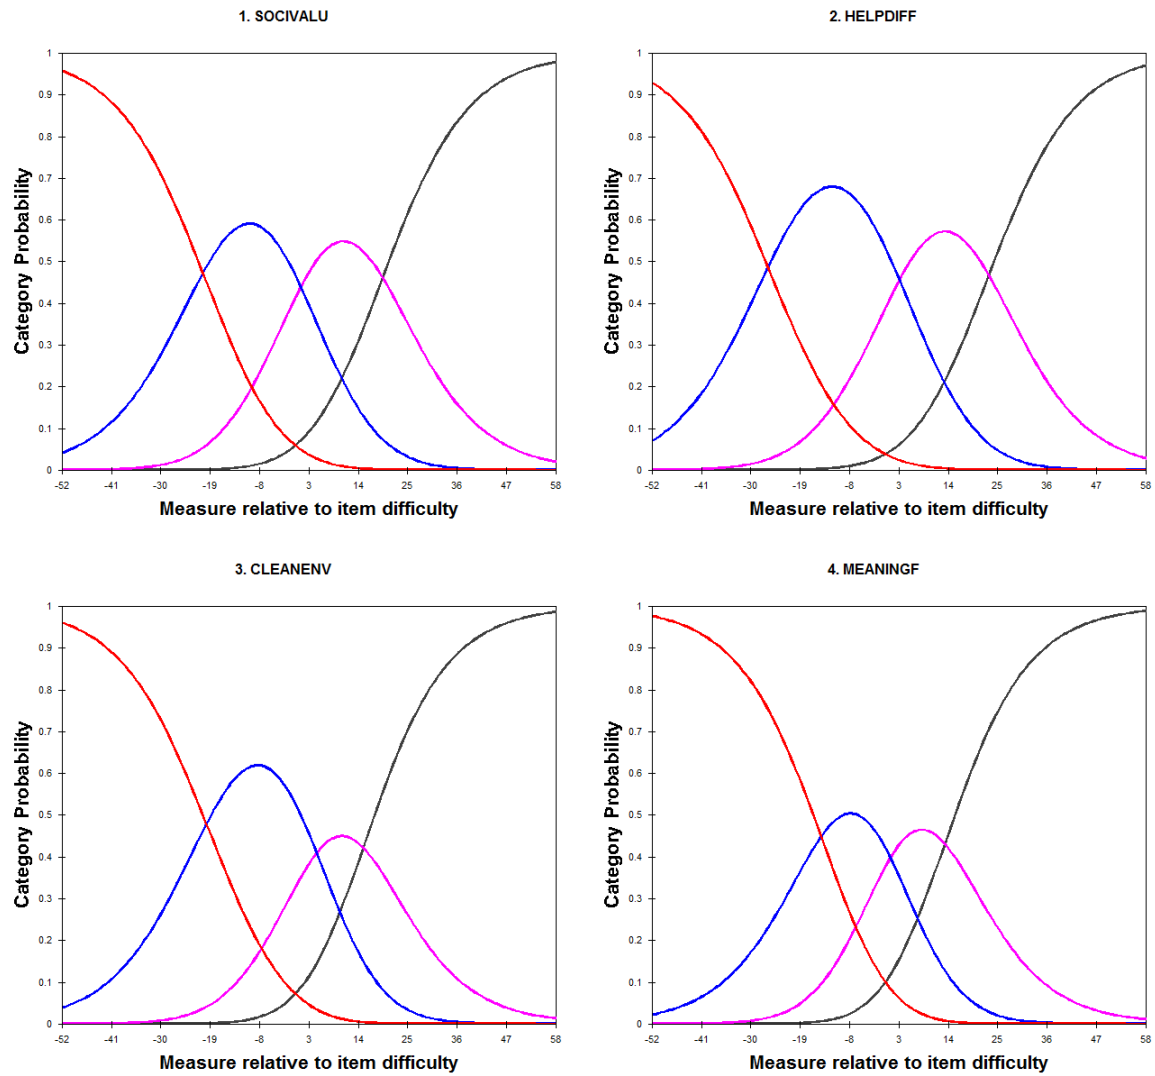 1. SOCIVALU
1
0.9
0.8
0.7
0.6
0.5
0.4
0.3
0.2
0.1
0
Category Probability
-52 -41 -30 -19 -8 3 14 25 36 47 58
Measure relative to item difficulty
2. HELPDIFF
1
0.9
0.8
0.7
0.6
0.5
0.4
0.3
0.2
0.1
0
Category Probability
-52 -41 -30 -19 -8 3 14 25 36 47 58
Measure relative to item difficulty
3. CLEANENV
1
0.9
0.8
0.7
0.6
0.5
0.4
0.3
0.2
0.1
0
Category Probability
-52 -41 -30 -19 -8 3 14 25 36 47 58
Measure relative to item difficulty
4. MEANINGF
1
0.9
0.8
0.7
0.6
0.5
0.4
0.3
0.2
0.1
0
Category Probability
-52 -41 -30 -19 -8 3 14 25 36 47 58
Measure relative to item difficulty